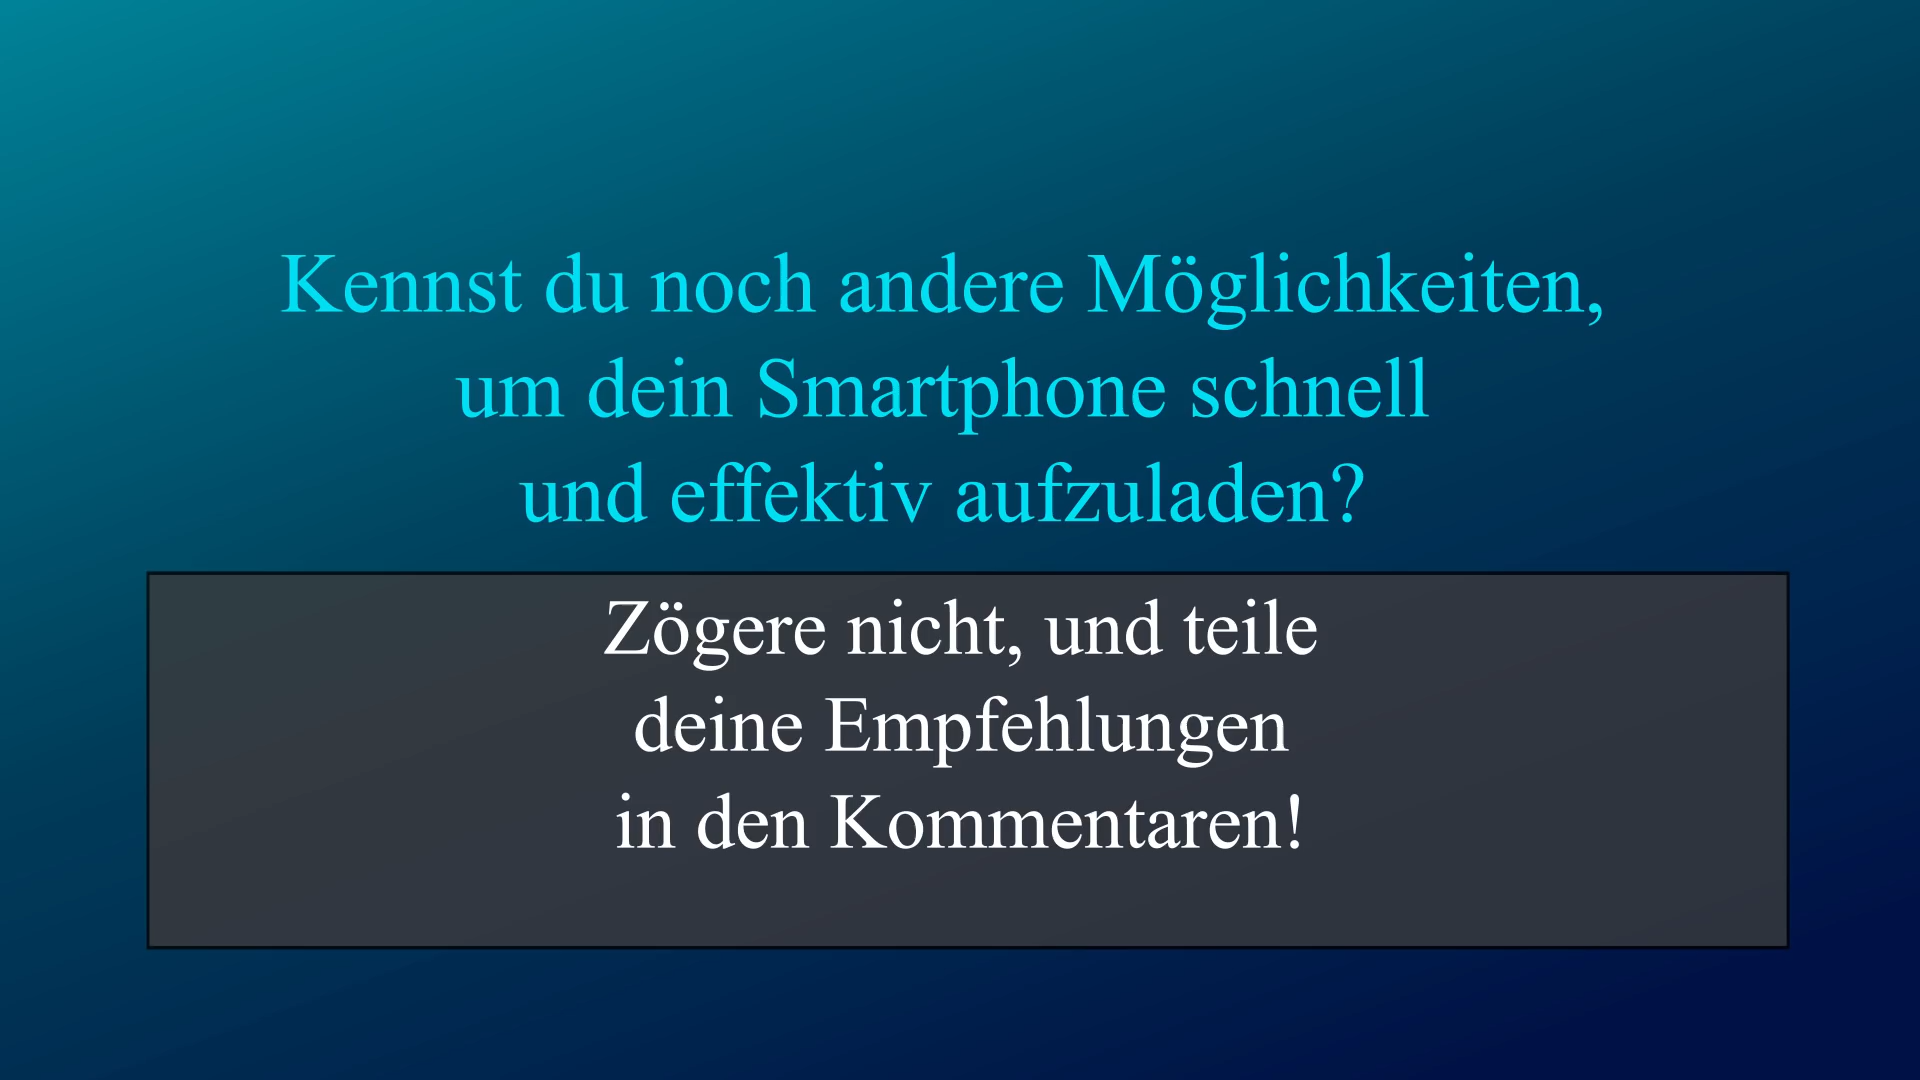 Kennst du noch andere Möglichkeiten,
um dein Smartphone schnell
und effektiv aufzuladen?
Zögere nicht, und teile
deine Empfehlungen
in den Kommentaren!